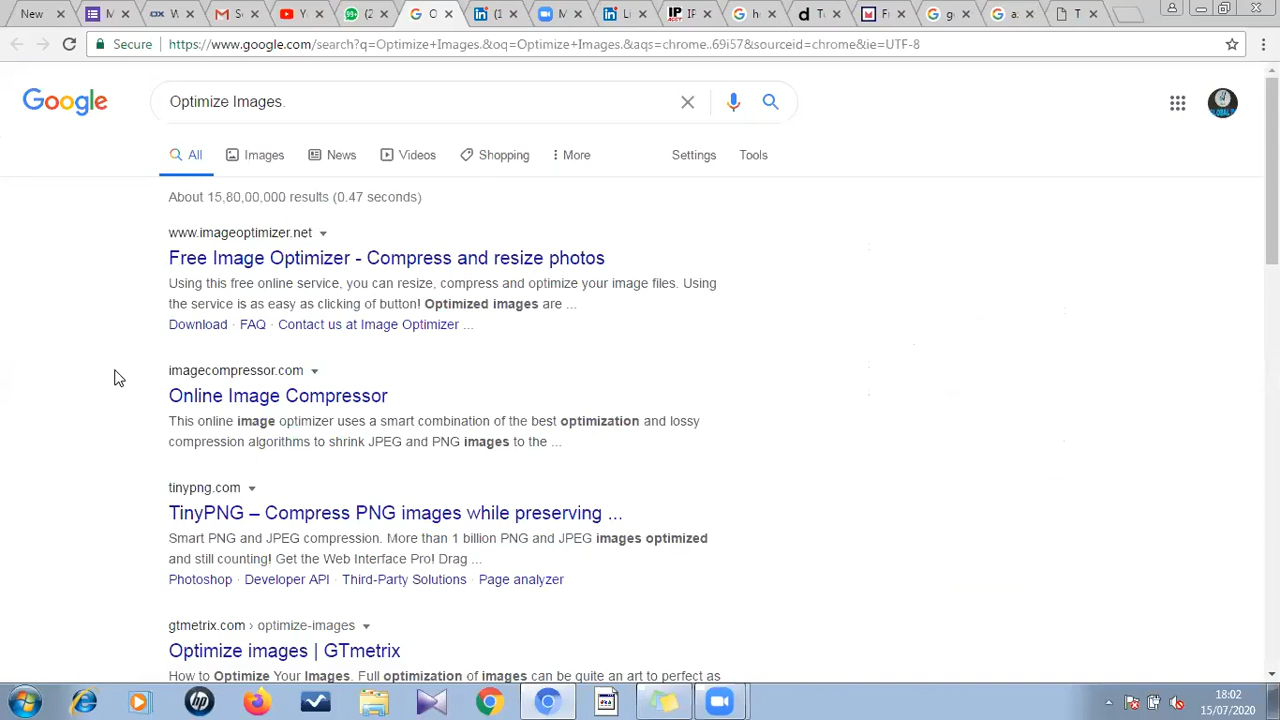 New
M
W
S
Y
99+ (2
O
(1
M
L
IP IP
h
T
F
g
a
T
Secure https://www.google.com/search?q=Optimize+Images.&oq=Optimize+Images.&aqs=chrome..69i57&sourceid=chrome&ie=UTF-8
Google Optimize Images.
All Images News Videos Shopping More Settings Tools
About 15,80,00,000 results (0.47 seconds)
www.imageoptimizer.net
Free Image Optimizer - Compress and resize photos
Using this free online service, you can resize, compress and optimize your image files. Using
the service is as easy as clicking of button! Optimized images are ...
Download · FAQ · Contact us at Image Optimizer ...
imagecompressor.com
Online Image Compressor
This online image optimizer uses a smart combination of the best optimization and lossy
compression algorithms to shrink JPEG and PNG images to the ...
tinypng.com
TinyPNG – Compress PNG images while preserving ...
Smart PNG and JPEG compression. More than 1 billion PNG and JPEG images optimized
and still counting! Get the Web Interface Pro! Drag ...
Photoshop · Developer API · Third-Party Solutions · Page analyzer
gtmetrix.com › optimize-images
Optimize images | GTmetrix
How to Optimize Your Images. Full optimization of images can be quite an art to perfect as
18:02
15/07/2020